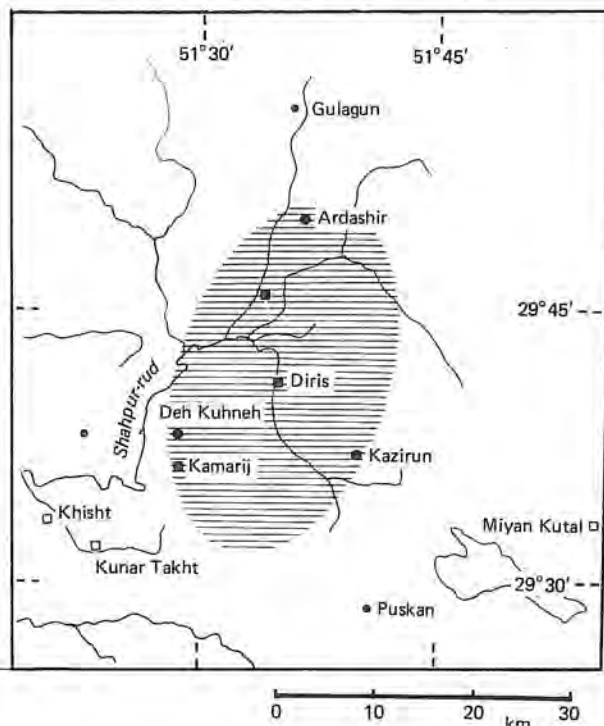 51°30′
51°45′
Gulagun
Ardashir
29°45′
Shahpur-rud
Diris
Deh Kuhneh
Kazirun
Kamarij
Khisht
Miyan Kutal
Kunar Takht
29°30′
Puskan
0 10 20 30
km